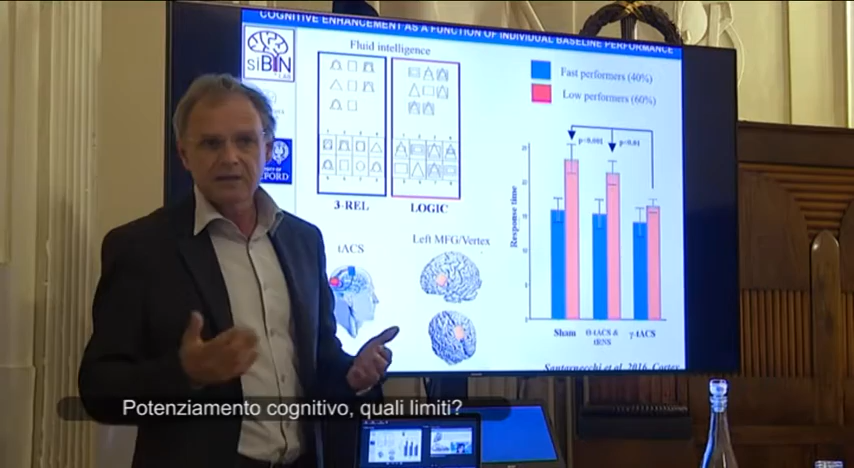 COGNITIVE ENHANCEMENT AS A FUNCTION OF INDIVIDUAL BASELINE PERFORMANCE
siBIN
LAB
Fluid intelligence
3-REL
LOGIC
tACS
Left MFG/Vertex
Fast performers (40%)
Low performers (60%)
p<0.001
p<0.01
Response time
Sham
Θ-tACS &
tRNS
γ-tACS
Santarnecchi et al. 2016, Cortex
Potenziamento cognitivo, quali limiti?